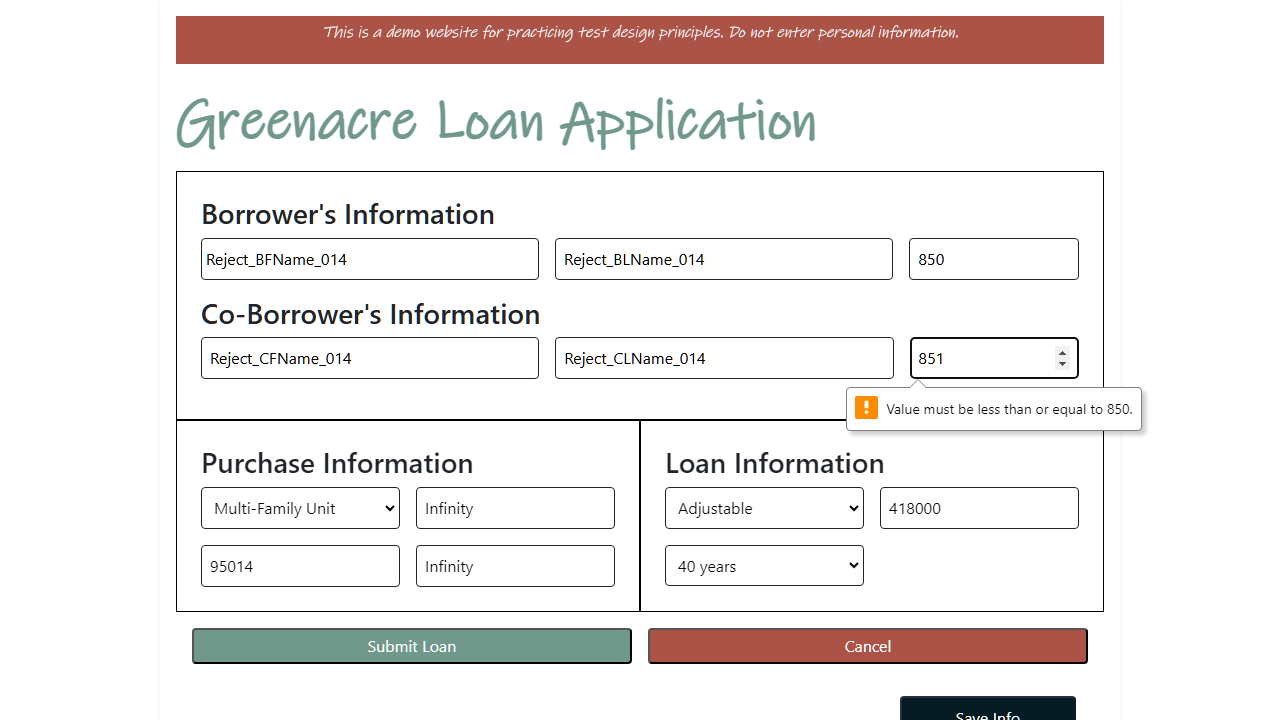 This is a demo website for practicing test design principles. Do not enter personal information.
Greenacre Loan Application
Borrower's Information
Reject_BFName_014 Reject_BLName_014 850
Co-Borrower's Information
Reject_CFName_014 Reject_CLName_014 851
Value must be less than or equal to 850.
Purchase Information
Multi-Family Unit Infinity
95014 Infinity
Loan Information
Adjustable 418000
40 years
Submit Loan Cancel
Save Info